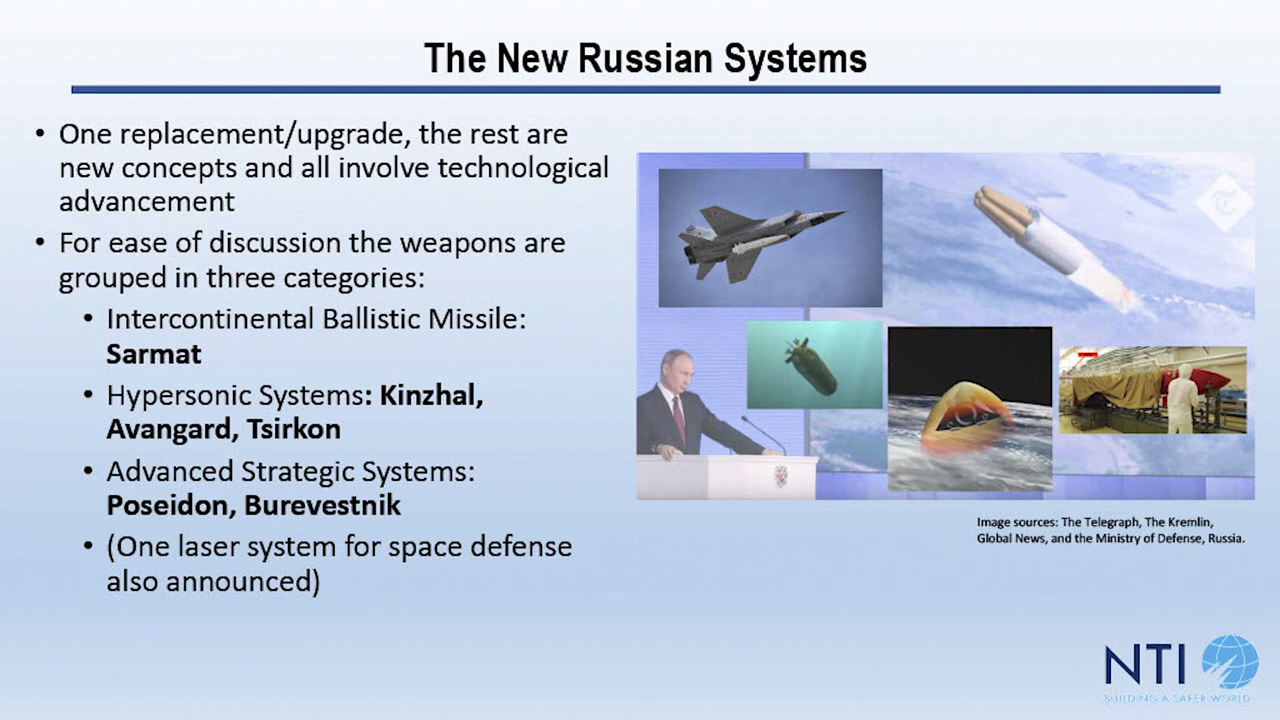 The New Russian Systems
• One replacement/upgrade, the rest are
new concepts and all involve technological
advancement
• For ease of discussion the weapons are
grouped in three categories:
• Intercontinental Ballistic Missile:
Sarmat
• Hypersonic Systems: Kinzhal,
Avangard, Tsirkon
• Advanced Strategic Systems:
Poseidon, Burevestnik
• (One laser system for space defense
also announced)
Image sources: The Telegraph, The Kremlin,
Global News, and the Ministry of Defense, Russia.
NTI
BUILDING A SAFER WORLD